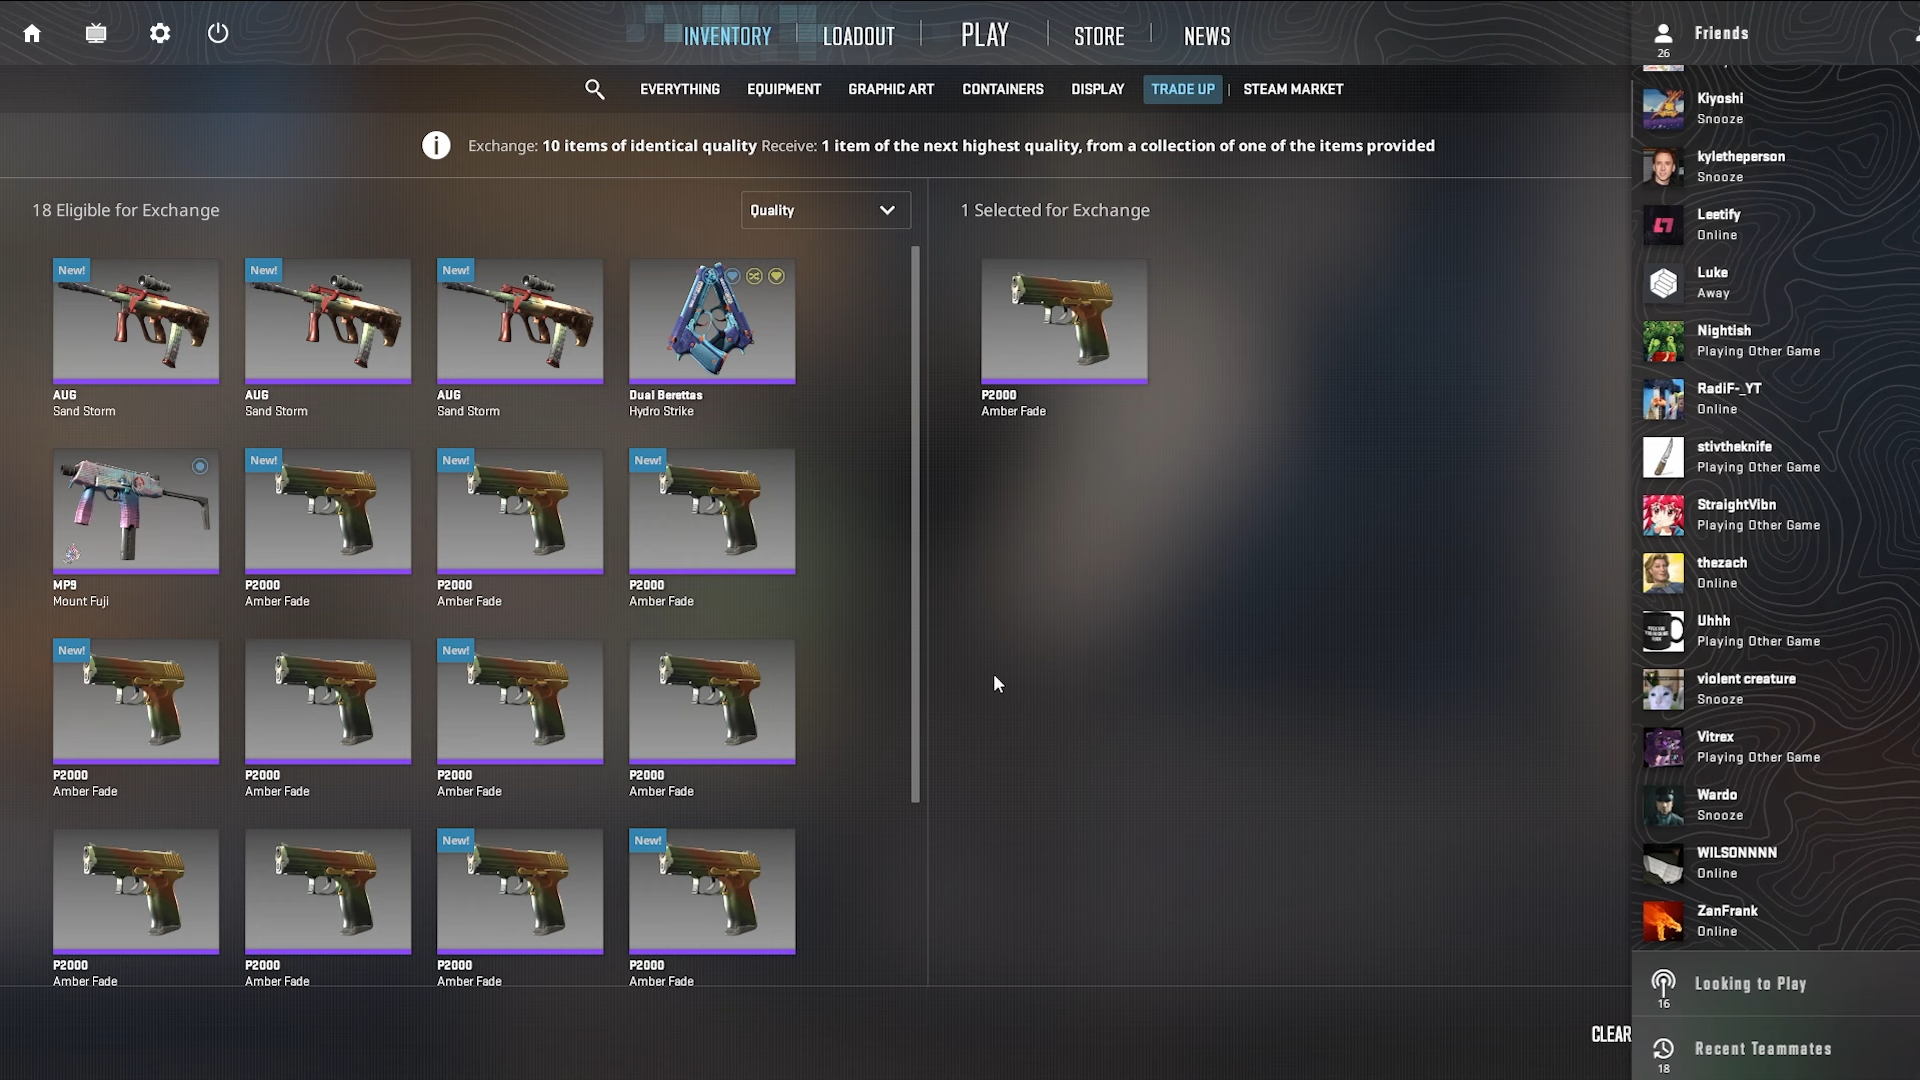 INVENTORY
LOADOUT
PLAY
STORE
NEWS
26
Friends
EVERYTHING
EQUIPMENT
GRAPHIC ART
CONTAINERS
DISPLAY
TRADE UP
STEAM MARKET
Exchange: 10 items of identical quality Receive: 1 item of the next highest quality, from a collection of one of the items provided
18 Eligible for Exchange
Quality
1 Selected for Exchange
New!
AUG
Sand Storm
New!
AUG
Sand Storm
New!
AUG
Sand Storm
Dual Berettas
Hydro Strike
MP9
Mount Fuji
New!
P2000
Amber Fade
New!
P2000
Amber Fade
New!
P2000
Amber Fade
New!
P2000
Amber Fade
P2000
Amber Fade
New!
P2000
Amber Fade
P2000
Amber Fade
P2000
Amber Fade
P2000
Amber Fade
New!
P2000
Amber Fade
New!
P2000
Amber Fade
P2000
Amber Fade
CLEAR
Kiyoshi
Snooze
kyletheperson
Snooze
Leetify
Online
Luke
Away
Nightish
Playing Other Game
RadiF-_YT
Online
stivtheknife
Playing Other Game
StraightVibn
Playing Other Game
thezach
Online
Uhhh
Playing Other Game
violent creature
Snooze
Vitrex
Playing Other Game
Wardo
Snooze
WILSONNNN
Online
ZanFrank
Online
16
Looking to Play
18
Recent Teammates